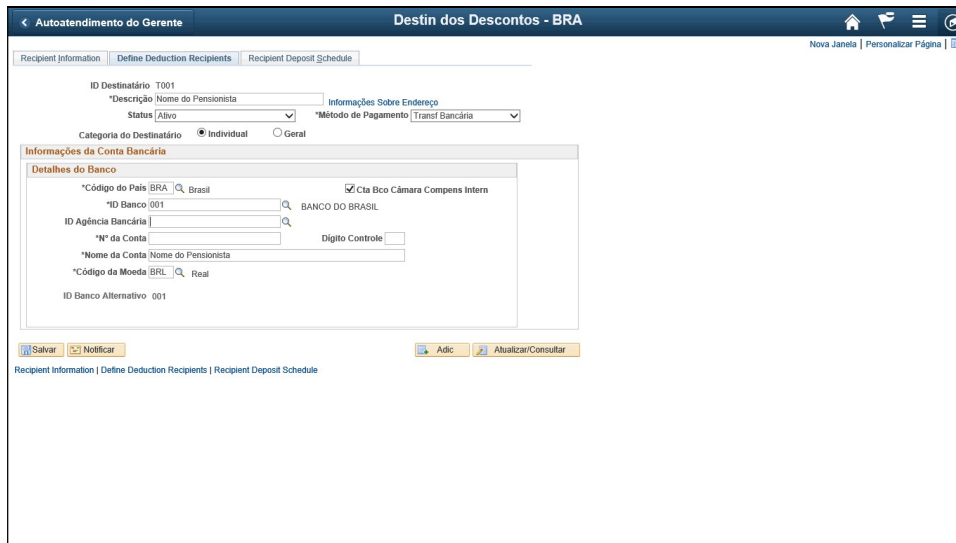 Autoatendimento do Gerente
Destin dos Descontos - BRA
Nova Janela | Personalizar Página |
Recipient Information
Define Deduction Recipients
Recipient Deposit Schedule
ID Destinatário T001
*Descrição Nome do Pensionista
Informações Sobre Endereço
Status Ativo
*Método de Pagamento Transf Bancária
Categoria do Destinatário Individual Geral
Informações da Conta Bancária
Detalhes do Banco
*Código do País BRA Brasil
Cta Bco Câmara Compens Intern
*ID Banco 001 BANCO DO BRASIL
ID Agência Bancária
*Nº da Conta
Dígito Controle
*Nome da Conta Nome do Pensionista
*Código da Moeda BRL Real
ID Banco Alternativo 001
Salvar
Notificar
Adic
Atualizar/Consultar
Recipient Information | Define Deduction Recipients | Recipient Deposit Schedule